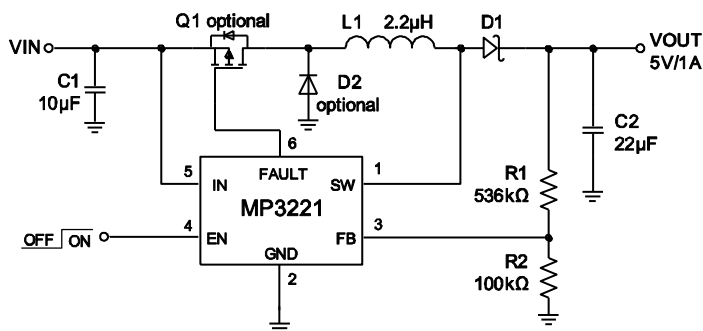 Q1 optional
L1 2.2µH D1
VIN
VOUT
5V/1A
C1
10µF
D2
optional
C2
22µF
6
5
1
FAULT
IN
SW
R1
536kΩ
MP3221
4
3
OFF ON
EN
FB
GND
R2
100kΩ
2